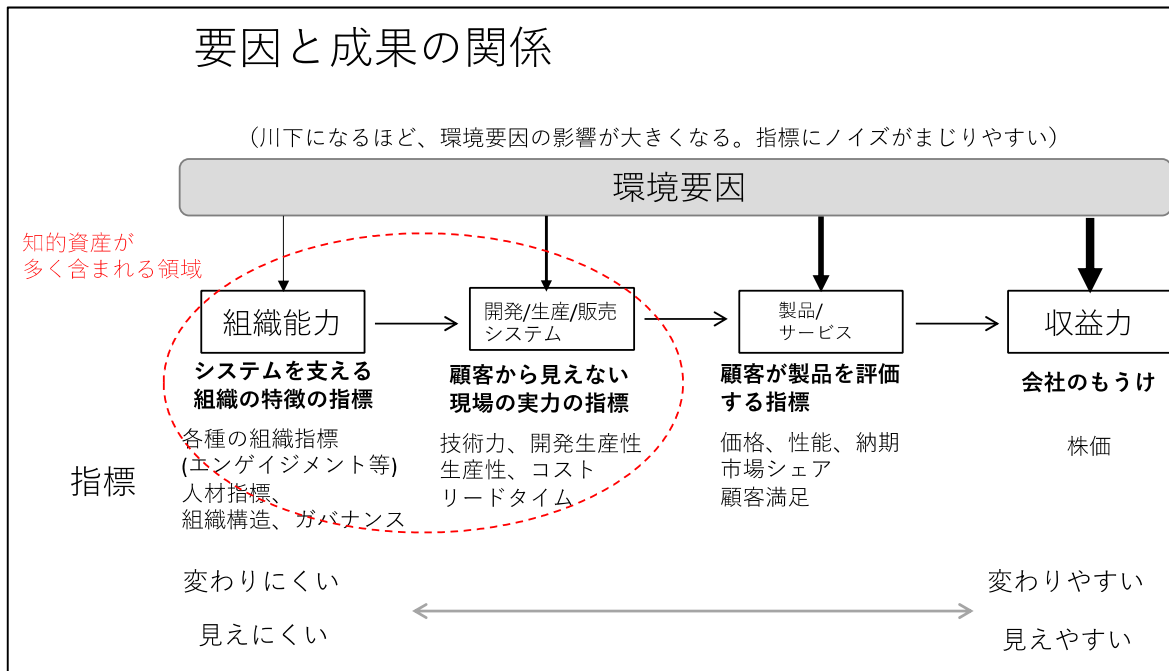 要因と成果の関係
（川下になるほど、環境要因の影響が大きくなる。指標にノイズがまじりやすい）
環境要因
知的資産が
多く含まれる領域
組織能力
開発/生産/販売
システム
製品/
サービス
収益力
システムを支える
組織の特徴の指標
顧客から見えない
現場の実力の指標
顧客が製品を評価
する指標
会社のもうけ
指標
各種の組織指標
(エンゲイジメント等)
人材指標、
組織構造、ガバナンス
技術力、開発生産性
生産性、コスト
リードタイム
価格、性能、納期
市場シェア
顧客満足
株価
変わりにくい
見えにくい
変わりやすい
見えやすい